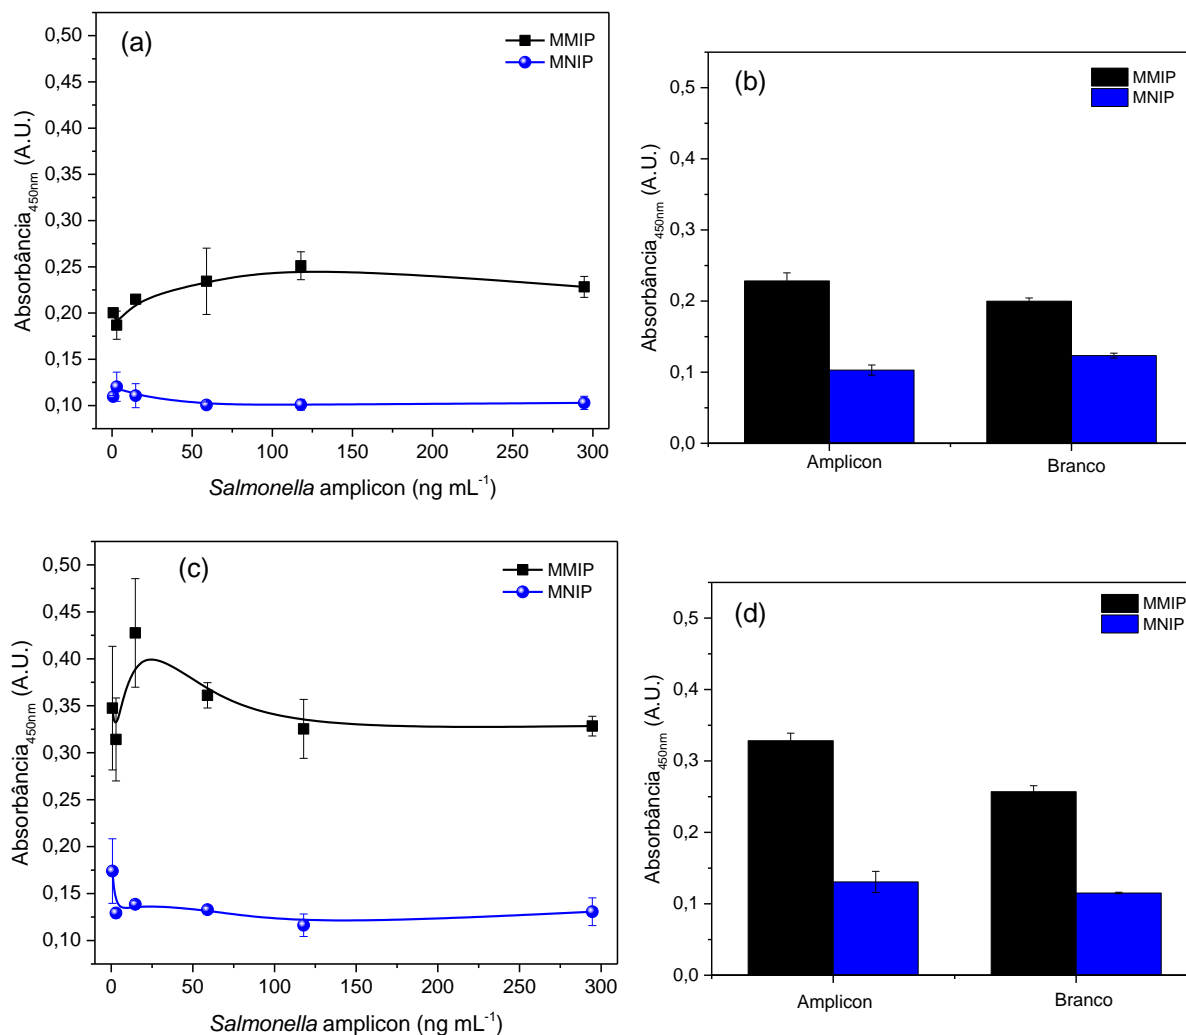 (a)
MMIP
MNIP
0,50
0,45
0,40
0,35
0,30
0,25
0,20
0,15
0,10
Absorbância450nm (A.U.)
0 50 100 150 200 250 300
Salmonella amplicon (ng mL-1)
(b)
MMIP
MNIP
0,5
0,4
0,3
0,2
0,1
0,0
Absorbância450nm (A.U.)
Amplicon Branco
(c)
MMIP
MNIP
0,50
0,45
0,40
0,35
0,30
0,25
0,20
0,15
0,10
Absorbância450nm (A.U.)
0 50 100 150 200 250 300
Salmonella amplicon (ng mL-1)
(d)
MMIP
MNIP
0,5
0,4
0,3
0,2
0,1
0,0
Absorbância450nm (A.U.)
Amplicon Branco